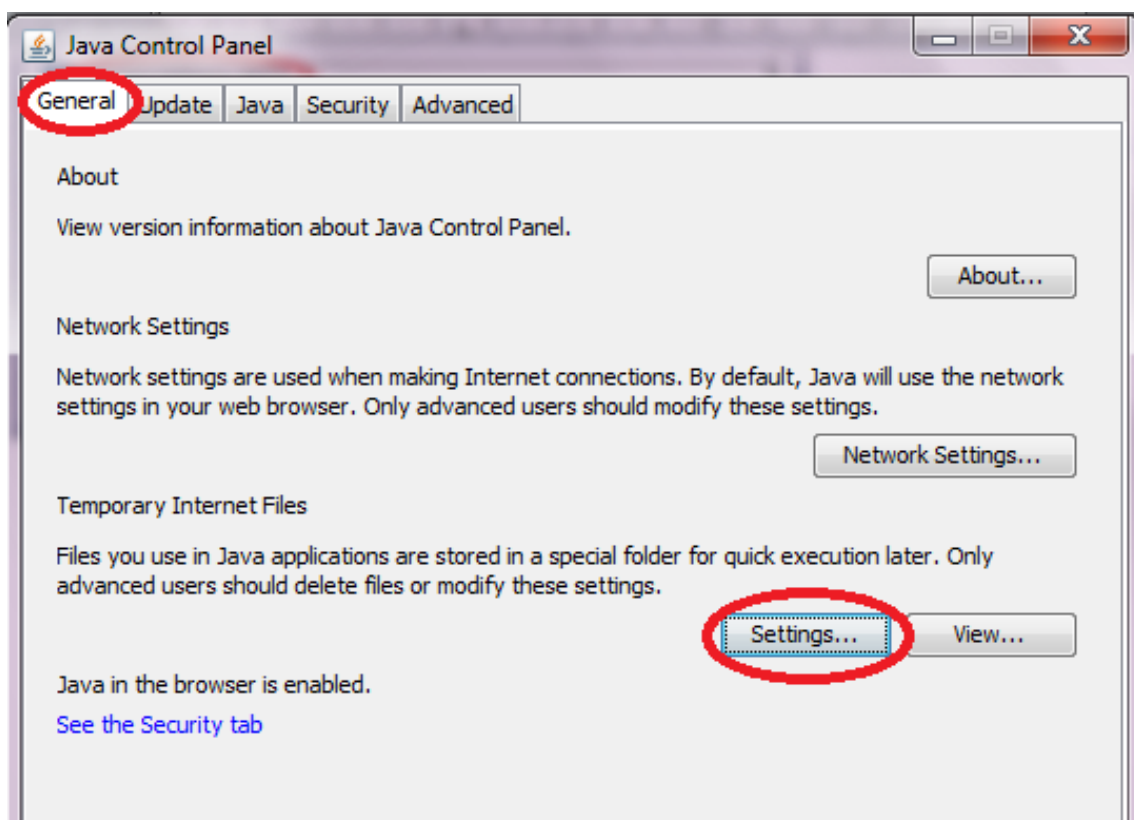 Java Control Panel
General Update Java Security Advanced
About
View version information about Java Control Panel.
About...
Network Settings
Network settings are used when making Internet connections. By default, Java will use the network
settings in your web browser. Only advanced users should modify these settings.
Network Settings...
Temporary Internet Files
Files you use in Java applications are stored in a special folder for quick execution later. Only
advanced users should delete files or modify these settings.
Settings... View...
Java in the browser is enabled.
See the Security tab